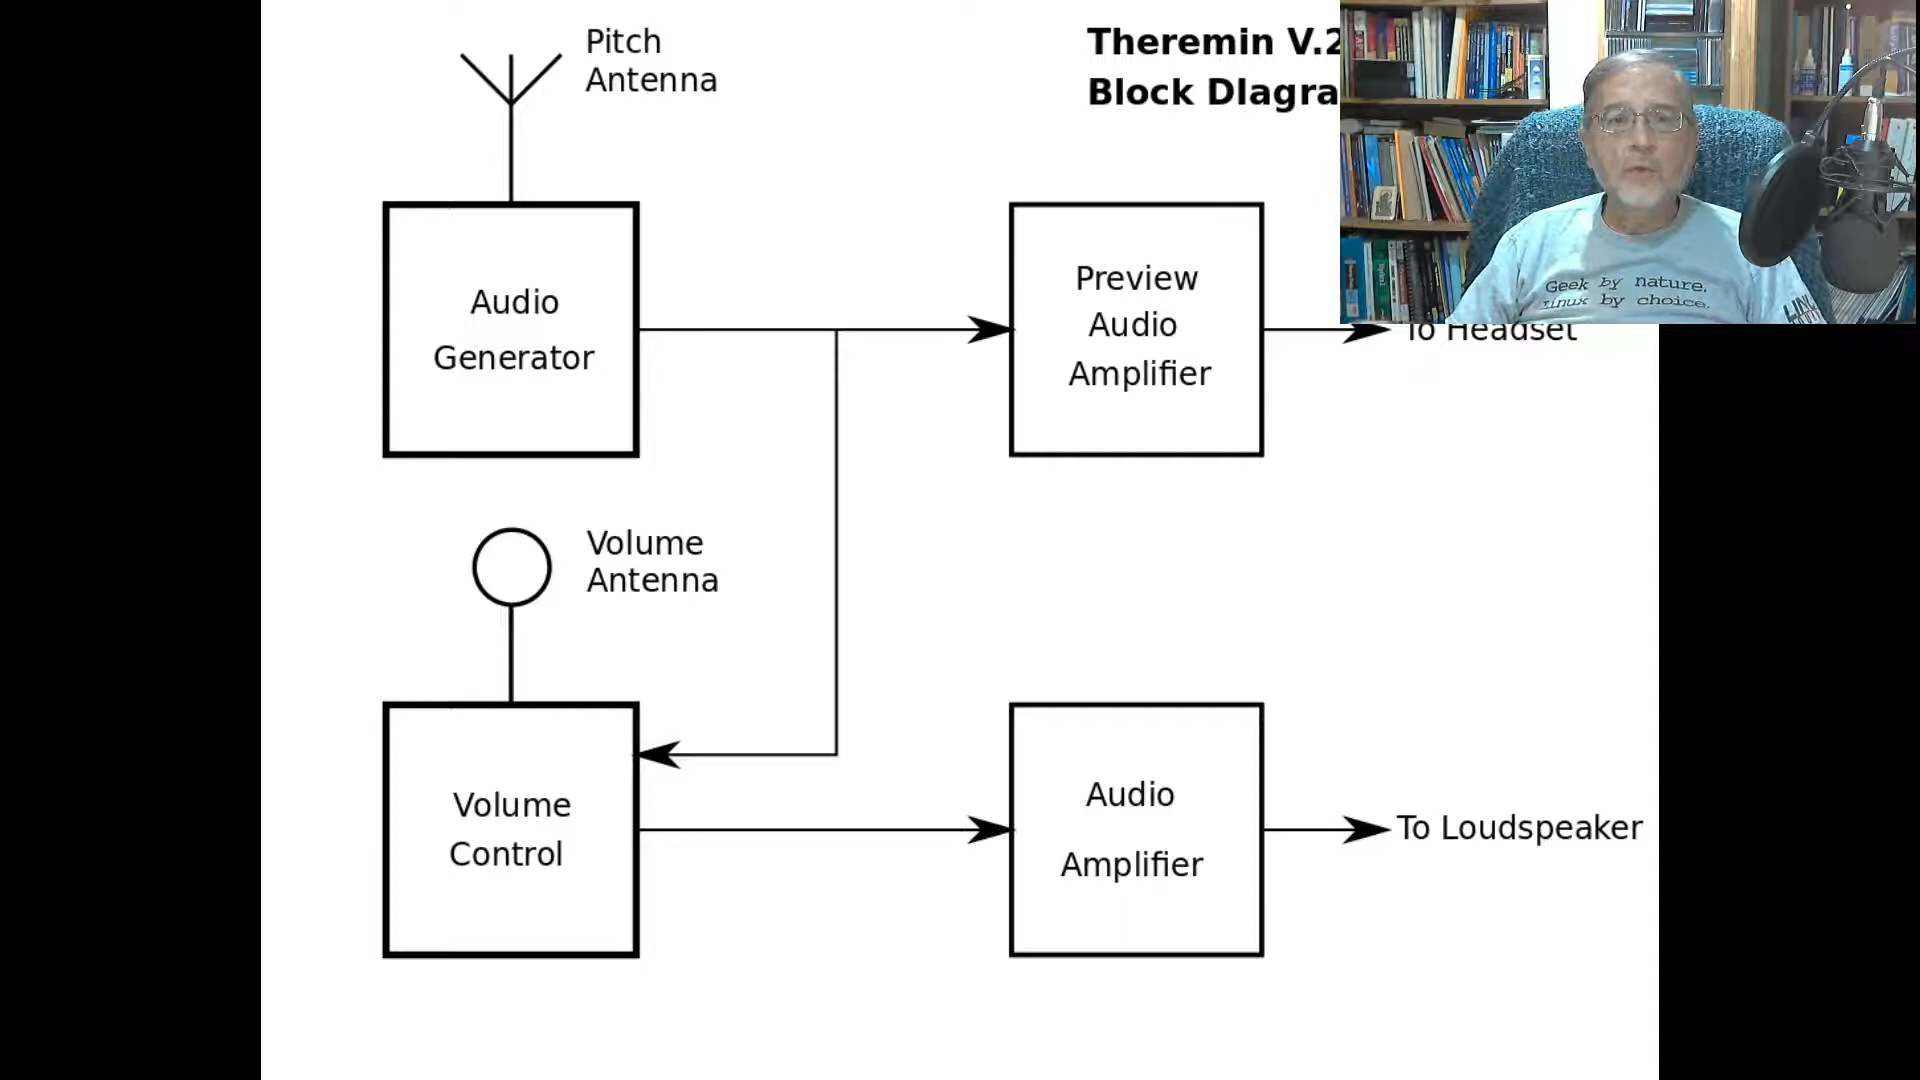 Pitch
Antenna
Theremin V.2
Block DIagra
Audio
Generator
Preview
Audio
Amplifier
To Headset
Geek by nature.
Linux by choice.
Volume
Antenna
Volume
Control
Audio
Amplifier
To Loudspeaker